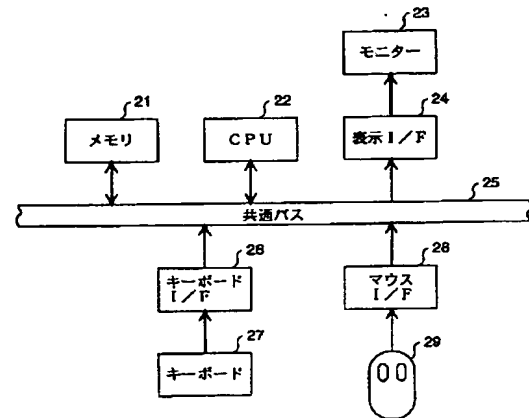 23
モニター
21
メモリ
22
CPU
24
表示I/F
25
共通バス
26
キーボード
I/F
28
マウス
I/F
27
キーボード
29